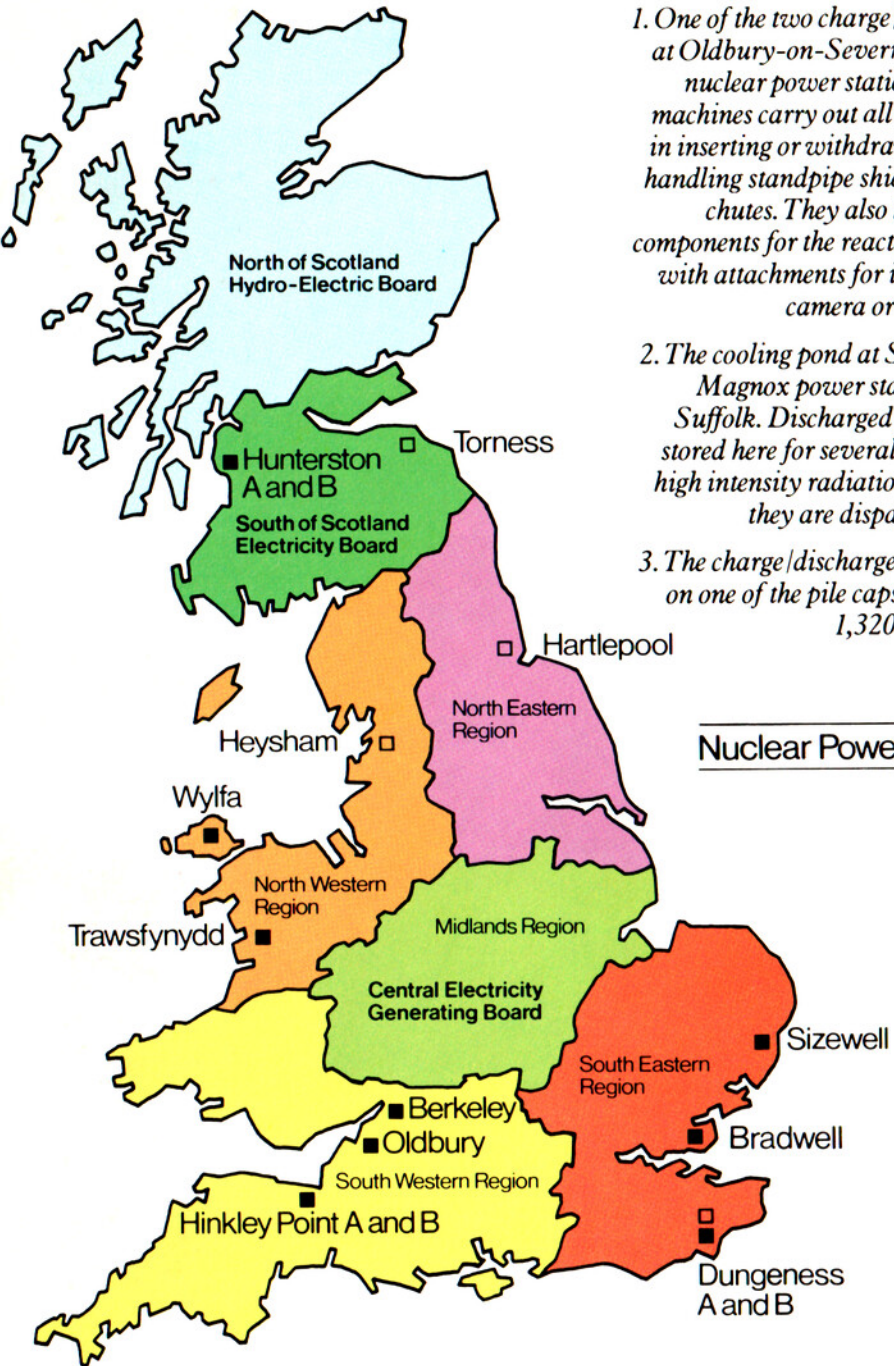 1. One of the two charge
at Oldbury-on-Severn
nuclear power stati
machines carry out all
in inserting or withdra
handling standpipe shi
chutes. They also
components for the react
with attachments for i
camera or
2. The cooling pond at S
Magnox power sta
Suffolk. Discharged
stored here for several
high intensity radiatio
they are dispa
3. The charge/discharge
on one of the pile caps
1,320
Nuclear Powe
North of Scotland
Hydro-Electric Board
Torness
Hunterston
A and B
South of Scotland
Electricity Board
Hartlepool
North Eastern
Region
Heysham
Wylfa
North Western
Region
Trawsfynydd
Midlands Region
Central Electricity
Generating Board
Sizewell
South Eastern
Region
Berkeley
Bradwell
Oldbury
South Western Region
Hinkley Point A and B
Dungeness
A and B